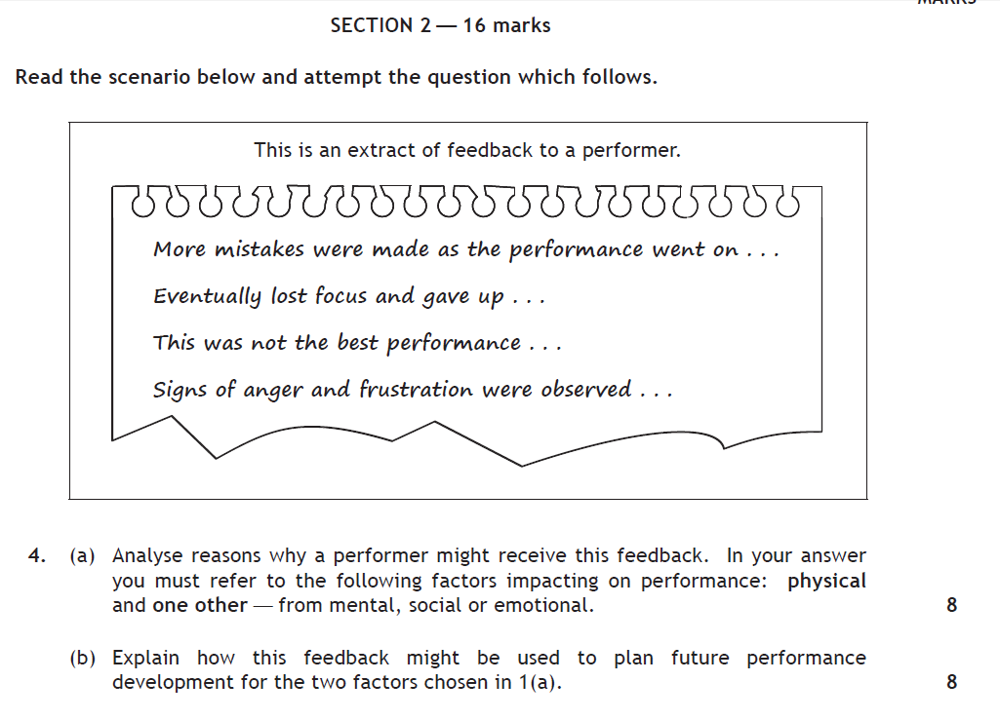 MARKS
SECTION 2 — 16 marks
Read the scenario below and attempt the question which follows.
This is an extract of feedback to a performer.
More mistakes were made as the performance went on . . .
Eventually lost focus and gave up . . .
This was not the best performance . . .
Signs of anger and frustration were observed . . .
4. (a) Analyse reasons why a performer might receive this feedback. In your answer
you must refer to the following factors impacting on performance: physical
and one other — from mental, social or emotional. 8
(b) Explain how this feedback might be used to plan future performance
development for the two factors chosen in 1(a). 8